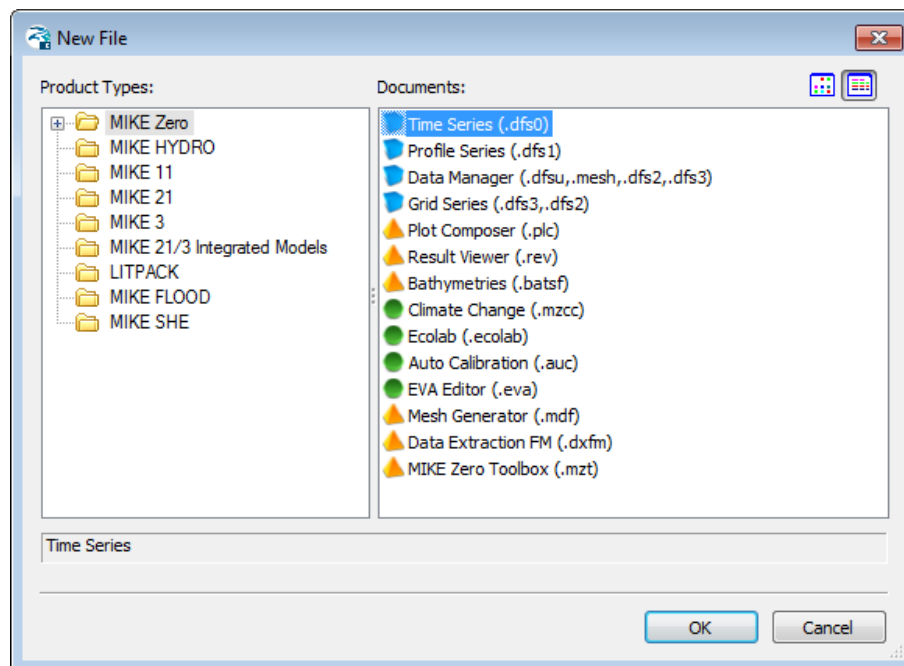 New File
Product Types:
MIKE Zero
MIKE HYDRO
MIKE 11
MIKE 21
MIKE 3
MIKE 21/3 Integrated Models
LITPACK
MIKE FLOOD
MIKE SHE
Documents:
Time Series (.dfs0)
Profile Series (.dfs1)
Data Manager (.dfsu,.mesh,.dfs2,.dfs3)
Grid Series (.dfs3,.dfs2)
Plot Composer (.plc)
Result Viewer (.rev)
Bathymetries (.batsf)
Climate Change (.mzcc)
Ecolab (.ecolab)
Auto Calibration (.auc)
EVA Editor (.eva)
Mesh Generator (.mdf)
Data Extraction FM (.dxfm)
MIKE Zero Toolbox (.mzt)
Time Series
OK
Cancel